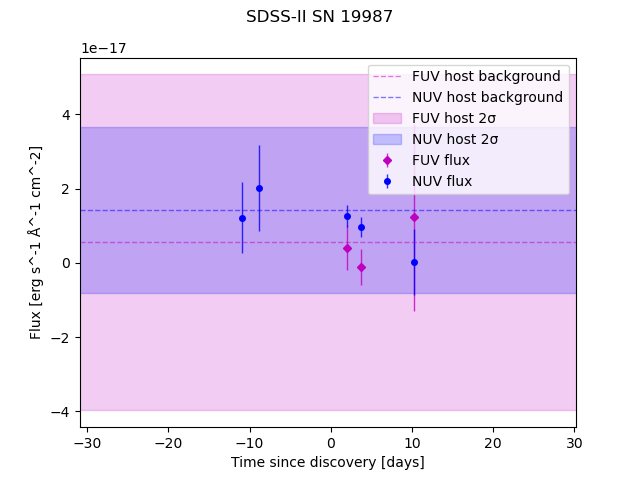 SDSS-II SN 19987
1e−17
FUV host background
NUV host background
FUV host 2σ
NUV host 2σ
FUV flux
NUV flux
4
2
0
−2
−4
Flux [erg s^-1 Å^-1 cm^-2]
−30 −20 −10 0 10 20 30
Time since discovery [days]